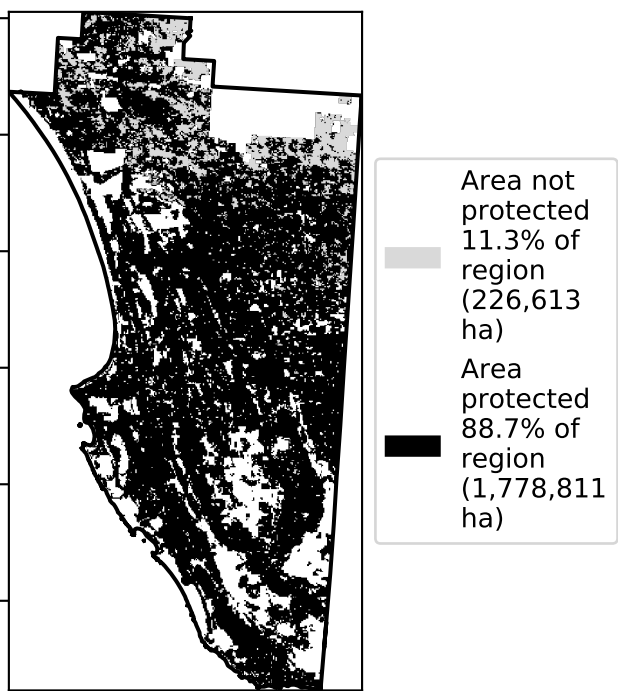 Area not
protected
11.3% of
region
(226,613
ha)
Area
protected
88.7% of
region
(1,778,811
ha)